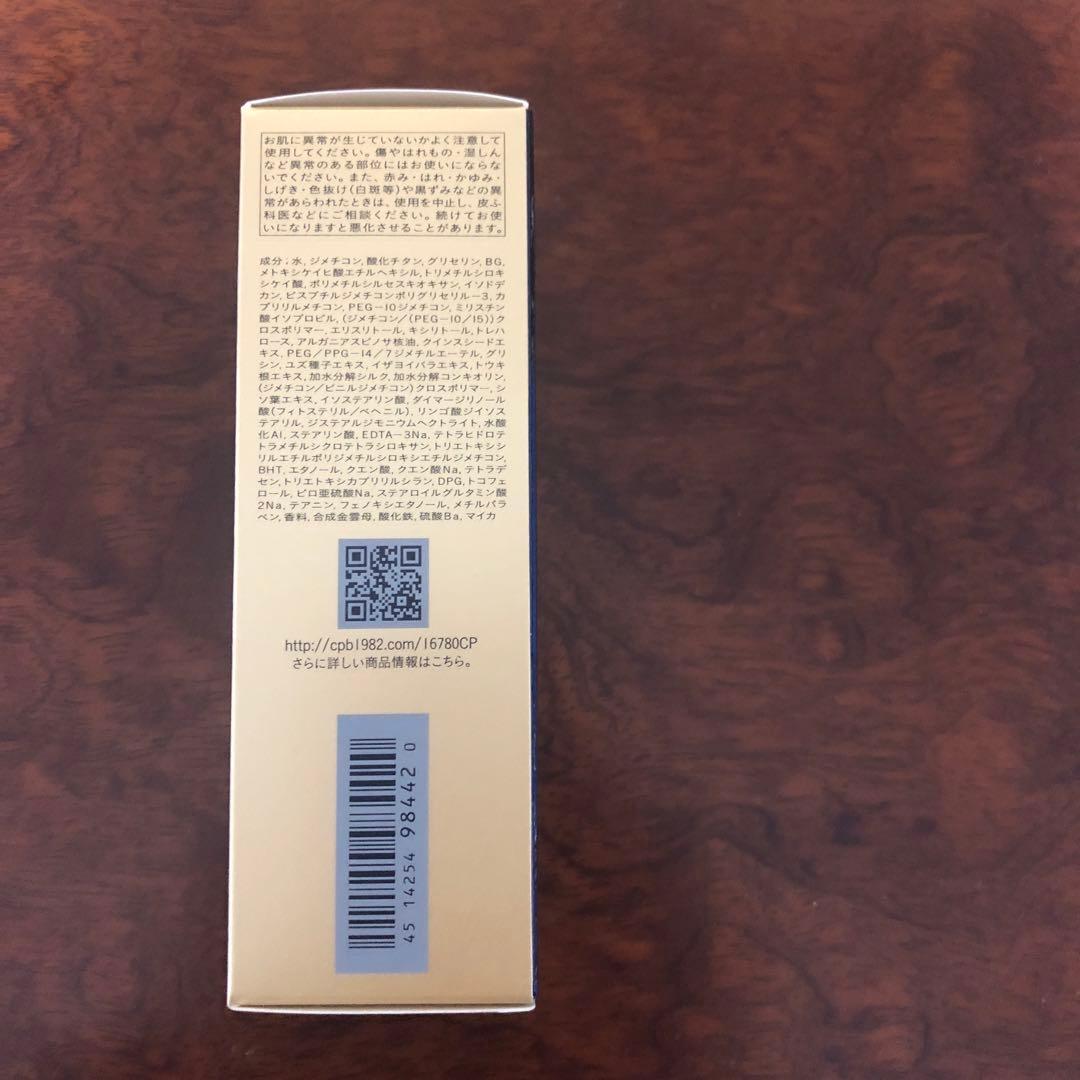 お肌に異常が生じていないかよく注意して
使用してください。傷やはれもの・湿しん
など異常のある部位にはお使いにならな
いでください。また、赤み・はれ・かゆみ・
しげき・色抜け(白斑等)や黒ずみなどの異
常があらわれたときは、使用を中止し、皮ふ
科医などにご相談ください。続けてお使
いになりますと悪化させることがあります。
成分：水, ジメチコン, 酸化チタン, グリセリン, BG,
メトキシケイヒ酸エチルヘキシル, トリメチルシロキ
シケイ酸, ポリメチルシルセスキオキサン, イソドデ
カン, ビスブチルジメチコンポリグリセリル-3, カ
プリリルメチコン, PEG-10ジメチコン, ミリスチン
酸イソプロピル, (ジメチコン/(PEG-10/15))ク
ロスポリマー, エリスリトール, キシリトール, トレハ
ロース, アルガニアスピノサ核油, クインスシードエ
キス, PEG/PPG-14/7ジメチルエーテル, グリ
シン, ユズ種子エキス, イザヨイバラエキス, トウキ
根エキス, 加水分解シルク, 加水分解コンキオリン,
(ジメチコン/ビニルジメチコン)クロスポリマー, シ
ソ葉エキス, イソステアリン酸, ダイマージリノール
酸(フィトステリル/ベヘニル), リンゴ酸ジイソス
テアリル, ジステアルジモニウムヘクトライト, 水酸
化Al, ステアリン酸, EDTA-3Na, テトラヒドロテ
トラメチルシクロテトラシロキサン, トリエトキシシ
リルエチルポリジメチルシロキシエチルジメチコン,
BHT, エタノール, クエン酸, クエン酸Na, テトラデ
セン, トリエトキシカプリリルシラン, DPG, トコフェ
ロール, ピロ亜硫酸Na, ステアロイルグルタミン酸
2Na, テアニン, フェノキシエタノール, メチルパラ
ベン, 香料, 合成金雲母, 酸化鉄, 硫酸Ba, マイカ
http://cpb1982.com/16780CP
さらに詳しい商品情報はこちら。
45 14254 98442 0